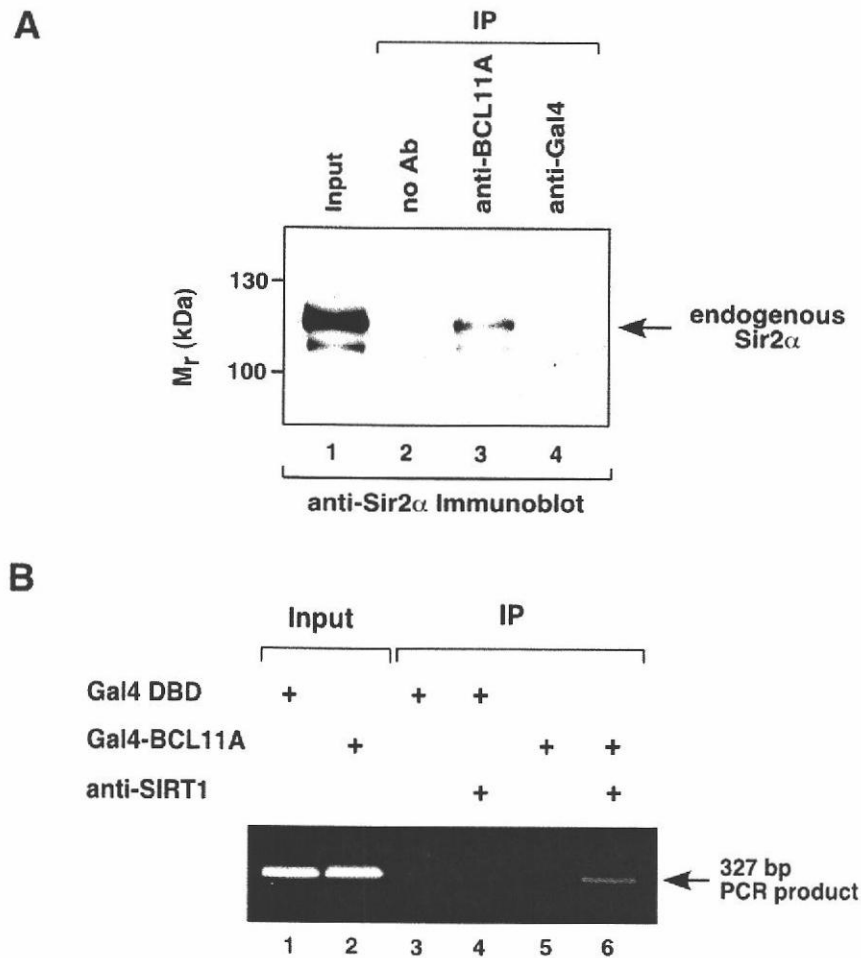 A
IP
Input
no Ab
anti-BCL11A
anti-Gal4
130
100
Mr (kDa)
endogenous
Sir2α
1 2 3 4
anti-Sir2α Immunoblot
B
Input IP
Gal4 DBD + + +
Gal4-BCL11A + + +
anti-SIRT1 + +
327 bp
PCR product
1 2 3 4 5 6